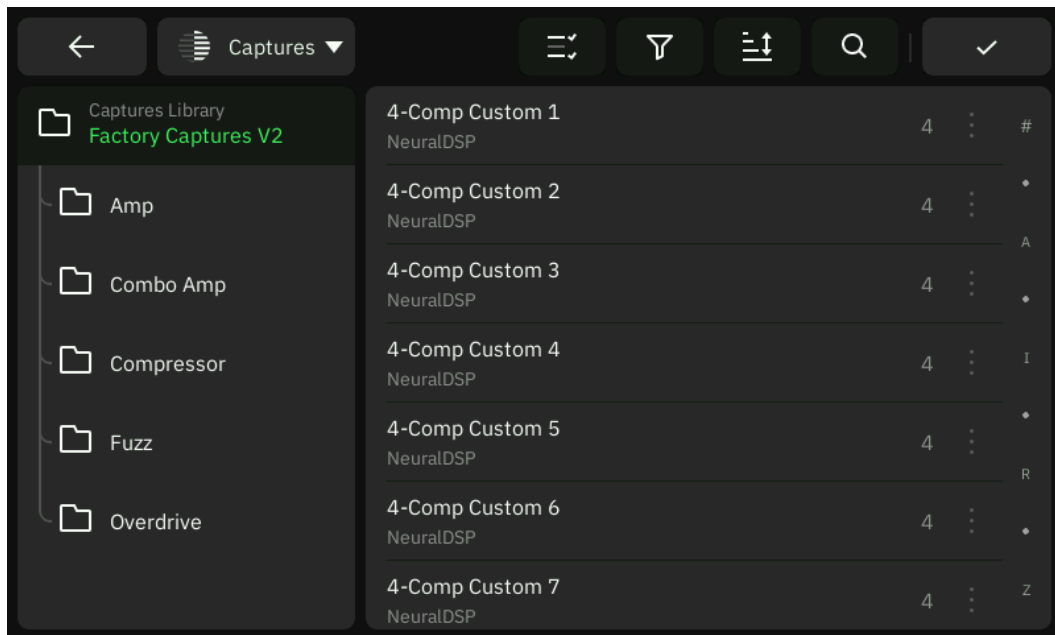 Captures
Captures Library
Factory Captures V2
Amp
Combo Amp
Compressor
Fuzz
Overdrive
4-Comp Custom 1
NeuralDSP
4
4-Comp Custom 2
NeuralDSP
4
4-Comp Custom 3
NeuralDSP
4
4-Comp Custom 4
NeuralDSP
4
4-Comp Custom 5
NeuralDSP
4
4-Comp Custom 6
NeuralDSP
4
4-Comp Custom 7
NeuralDSP
4
#
A
I
R
Z